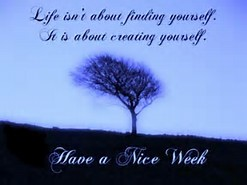 Life isn't about finding yourself.
It is about creating yourself.
Have a Nice Week